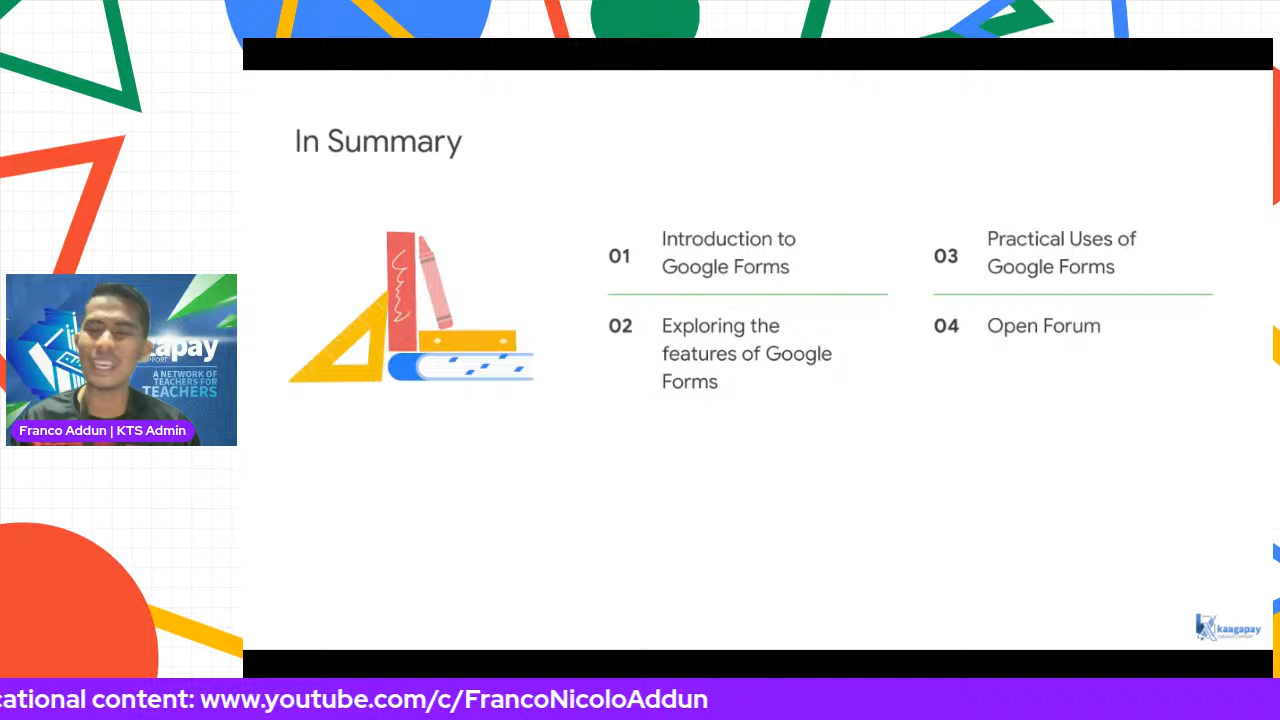 In Summary
01
Introduction to
Google Forms
02
Exploring the
features of Google
Forms
03
Practical Uses of
Google Forms
04
Open Forum
apay
A NETWORK OF
TEACHERS FOR
TEACHERS
Franco Addun | KTS Admin
kaagapay
cational content: www.youtube.com/c/FrancoNicoloAddun